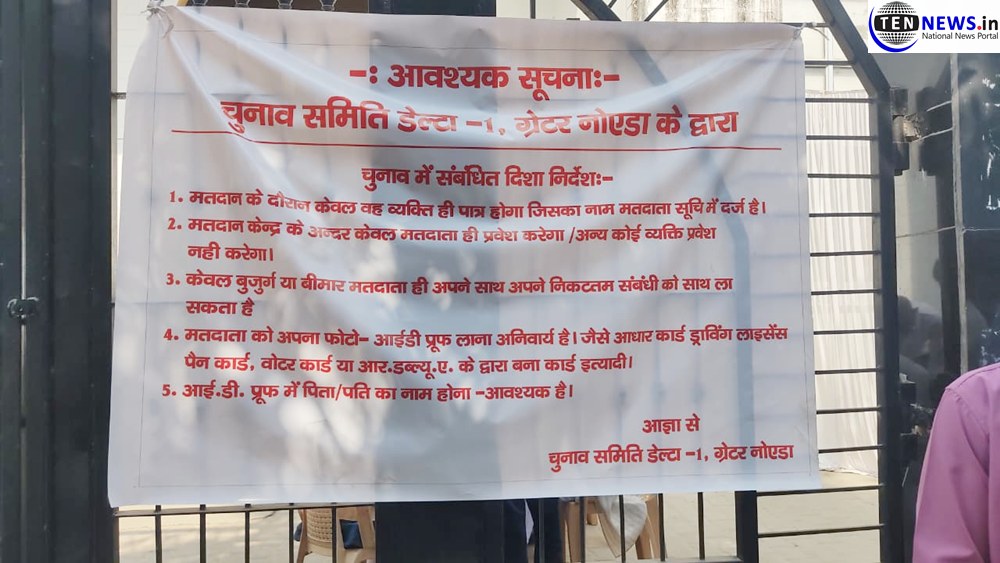 TEN NEWS.in
National News Portal
-: आवश्यक सूचनाः-
चुनाव समिति डेल्टा -1, ग्रेटर नोएडा के द्वारा
चुनाव में संबंधित दिशा निर्देशः-
1. मतदान के दौरान केवल वह व्यक्ति ही पात्र होगा जिसका नाम मतदाता सूचि में दर्ज है।
2. मतदान केन्द्र के अन्दर केवल मतदाता ही प्रवेश करेगा /अन्य कोई व्यक्ति प्रवेश
नही करेगा।
3. केवल बुजुर्ग या बीमार मतदाता ही अपने साथ अपने निकटतम संबंधी को साथ ला
सकता है
4. मतदाता को अपना फोटो- आईडी प्रूफ लाना अनिवार्य है। जैसे आधार कार्ड ड्राविंग लाइसेंस
पैन कार्ड, वोटर कार्ड या आर.डब्ल्यू.ए. के द्वारा बना कार्ड इत्यादी।
5. आई.डी. प्रूफ में पिता/पति का नाम होना -आवश्यक है।
आज्ञा से
चुनाव समिति डेल्टा -1, ग्रेटर नोएडा